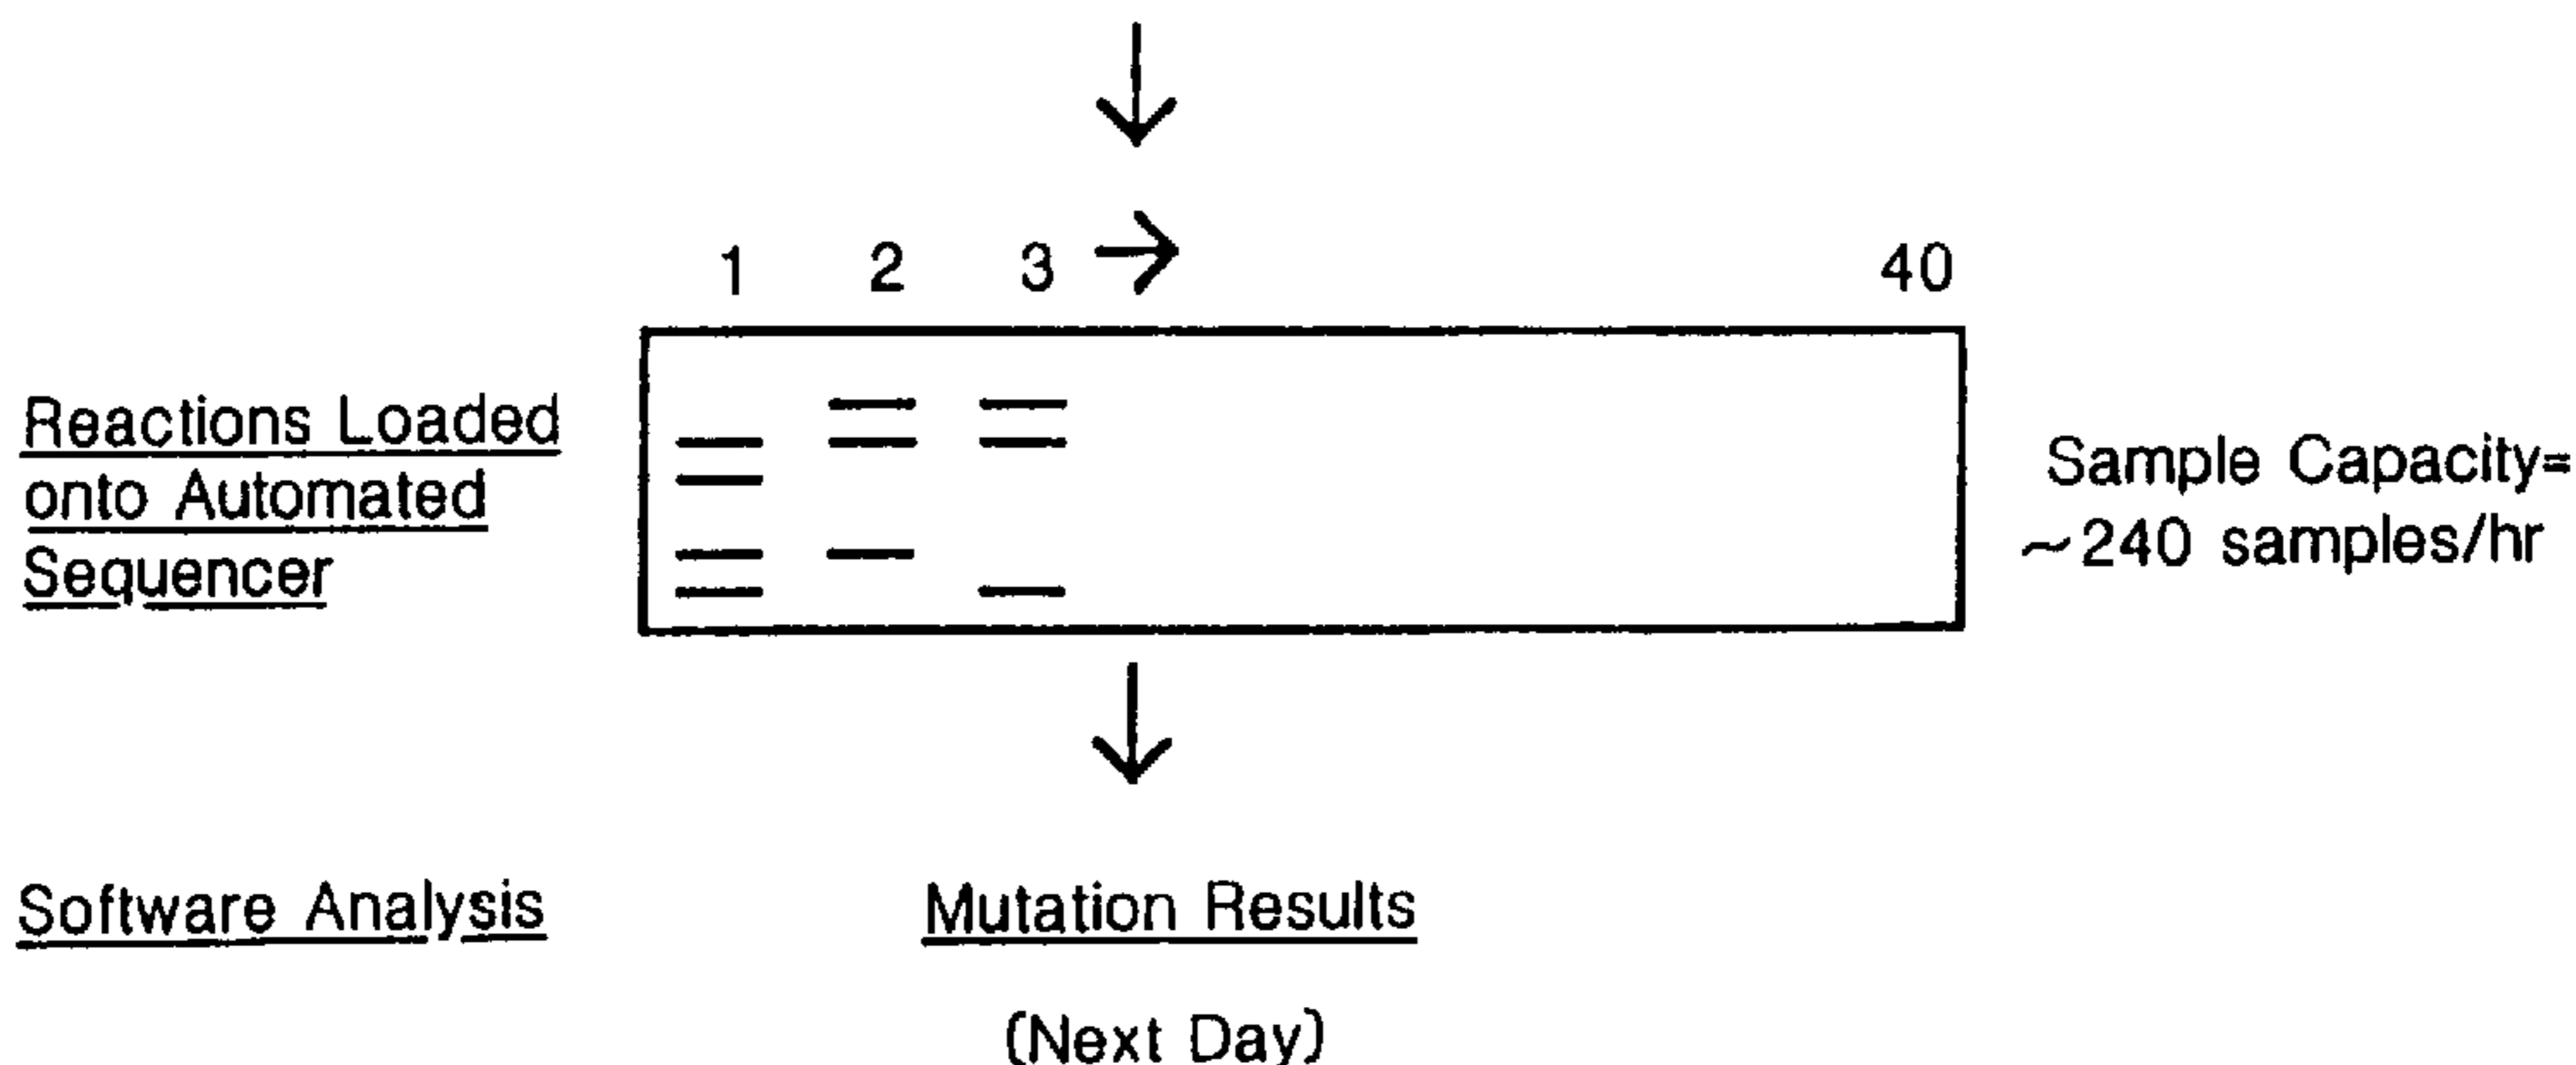 1 2 3 → 40
Reactions Loaded
onto Automated
Sequencer
Sample Capacity=
~240 samples/hr
Software Analysis
Mutation Results
(Next Day)